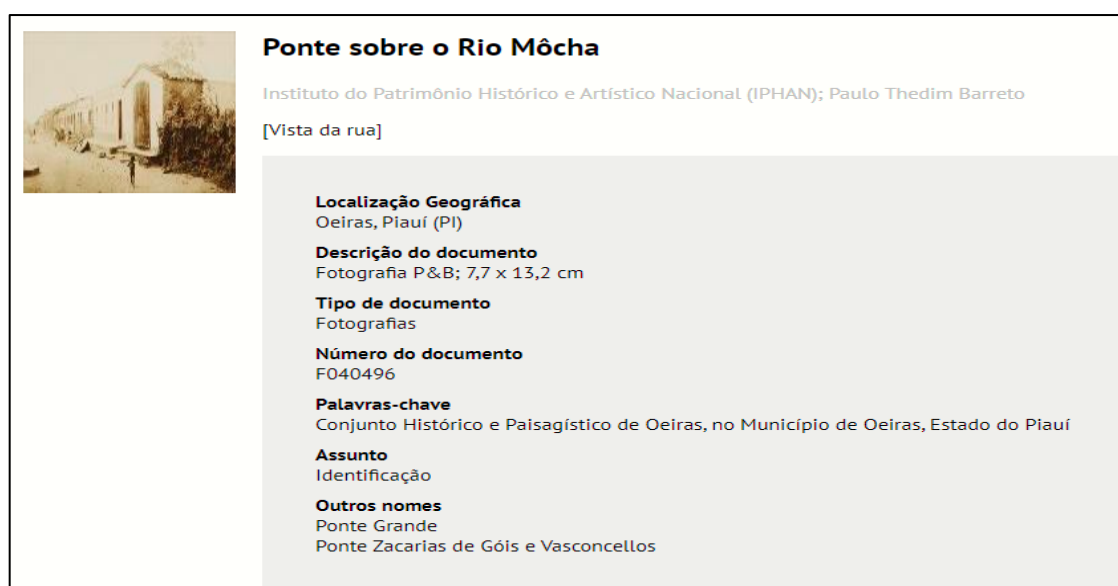 Ponte sobre o Rio Môcha
Instituto do Patrimônio Histórico e Artístico Nacional (IPHAN); Paulo Thedim Barreto
[Vista da rua]
Localização Geográfica
Oeiras, Piauí (PI)
Descrição do documento
Fotografia P&B; 7,7 x 13,2 cm
Tipo de documento
Fotografias
Número do documento
F040496
Palavras-chave
Conjunto Histórico e Paisagístico de Oeiras, no Município de Oeiras, Estado do Piauí
Assunto
Identificação
Outros nomes
Ponte Grande
Ponte Zacarias de Góis e Vasconcellos